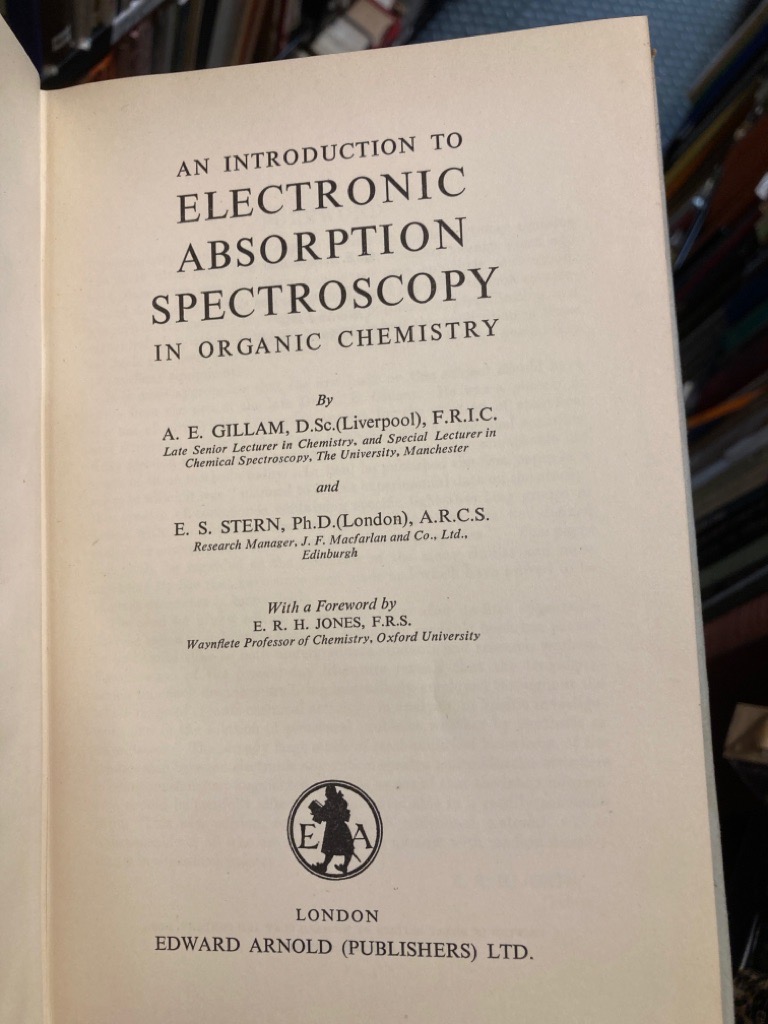 AN INTRODUCTION TO
ELECTRONIC
ABSORPTION
SPECTROSCOPY
IN ORGANIC CHEMISTRY
By
A. E. GILLAM, D.Sc.(Liverpool), F.R.I.C.
Late Senior Lecturer in Chemistry, and Special Lecturer in
Chemical Spectroscopy, The University, Manchester
and
E. S. STERN, Ph.D.(London), A.R.C.S.
Research Manager, J. F. Macfarlan and Co., Ltd.,
Edinburgh
With a Foreword by
E. R. H. JONES, F.R.S.
Waynflete Professor of Chemistry, Oxford University
E A
LONDON
EDWARD ARNOLD (PUBLISHERS) LTD.